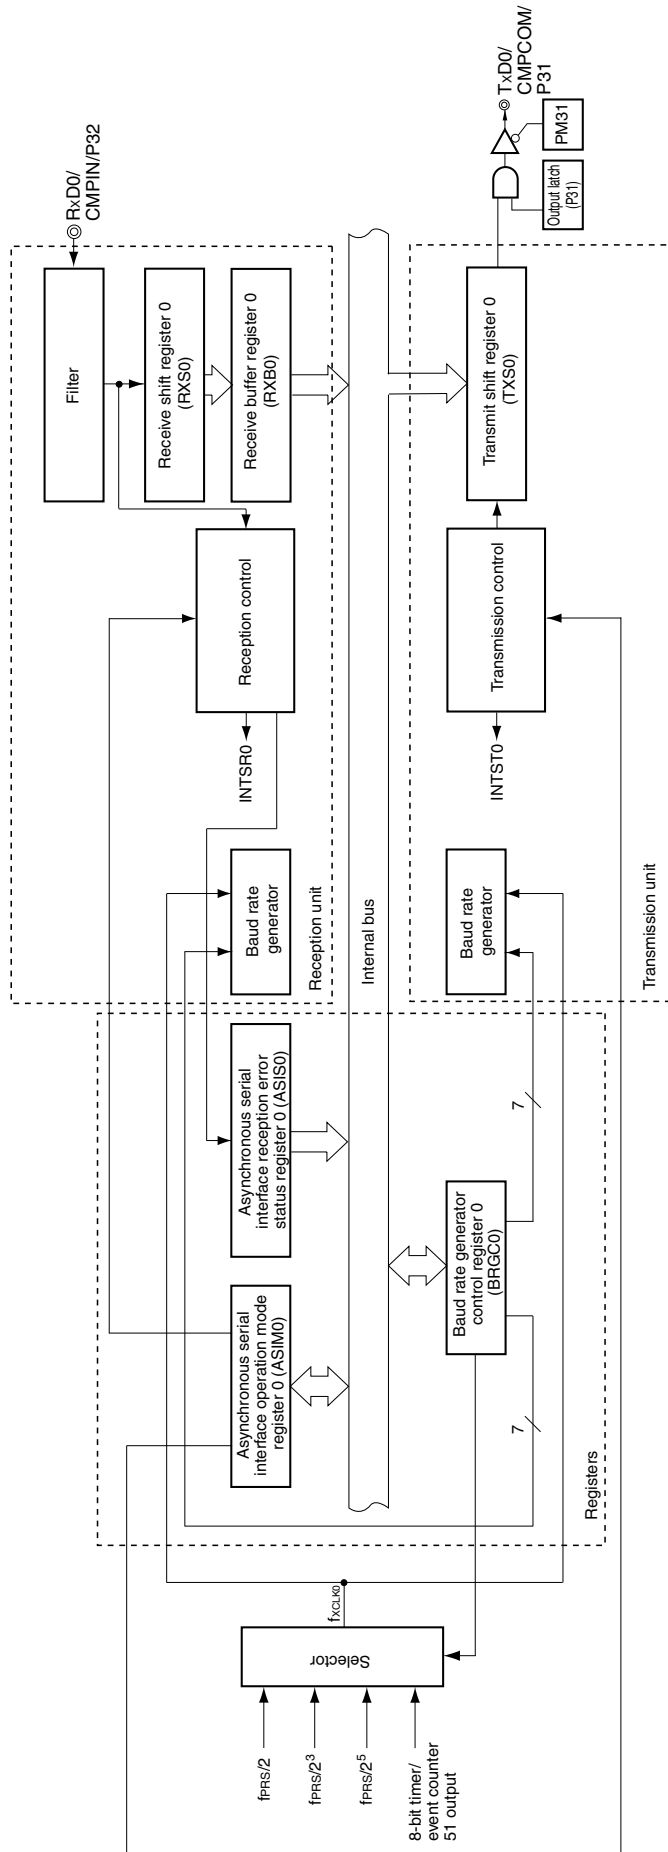 RxD0/
CMPIN/P32
Filter
Receive shift register 0
(RXS0)
Receive buffer register 0
(RXB0)
Reception control
INTSR0
Baud rate
generator
Reception unit
Asynchronous serial
interface reception error
status register 0 (ASIS0)
Asynchronous serial
interface operation mode
register 0 (ASIM0)
fPRS/2
fPRS/2³
fPRS/2⁵
8-bit timer/
event counter
51 output
Selector
fXCLK0
Internal bus
Baud rate generator
control register 0
(BRGC0)
7
7
Registers
Baud rate
generator
INTST0
Transmission control
Transmit shift register 0
(TXS0)
Transmission unit
Output latch
(P31)
PM31
TxD0/
CMPCOM/
P31